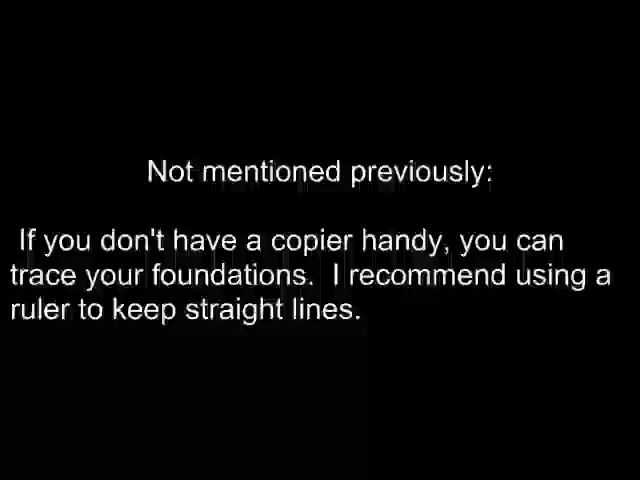 Not mentioned previously:
If you don't have a copier handy, you can
trace your foundations.  I recommend using a
ruler to keep straight lines.